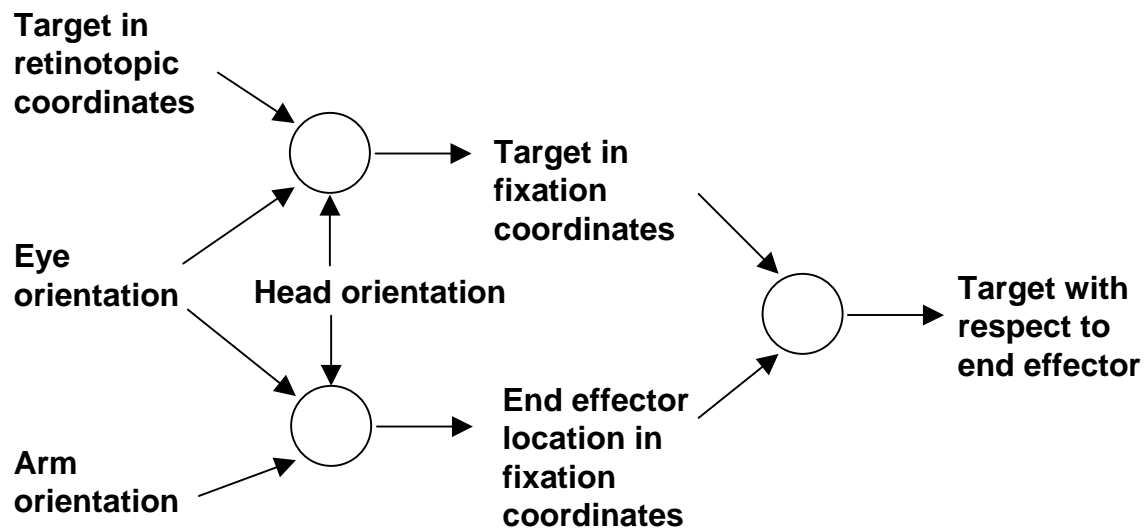 Target in
retinotopic
coordinates
Target in
fixation
coordinates
Eye
orientation
Head orientation
Target with
respect to
end effector
End effector
location in
fixation
coordinates
Arm
orientation